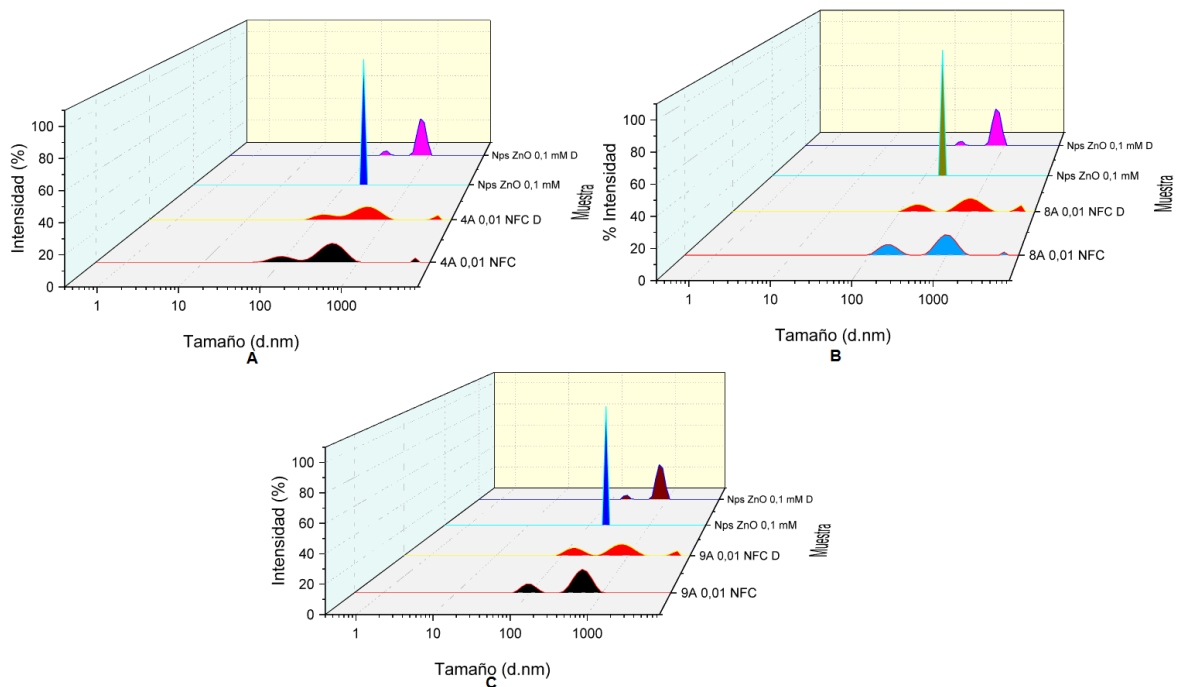 Intensidad (%)
100
80
60
40
20
0
Nps ZnO 0,1 mM D
Nps ZnO 0,1 mM
4A 0,01 NFC D
4A 0,01 NFC
Muestra
1
10
100
1000
Tamaño (d.nm)
A
% Intensidad
100
80
60
40
20
0
Nps ZnO 0,1 mM D
Nps ZnO 0,1 mM
8A 0,01 NFC D
8A 0,01 NFC
Muestra
1
10
100
1000
Tamaño (d.nm)
B
Intensidad (%)
100
80
60
40
20
0
Nps ZnO 0,1 mM D
Nps ZnO 0,1 mM
9A 0,01 NFC D
9A 0,01 NFC
Muestra
1
10
100
1000
Tamaño (d.nm)
C